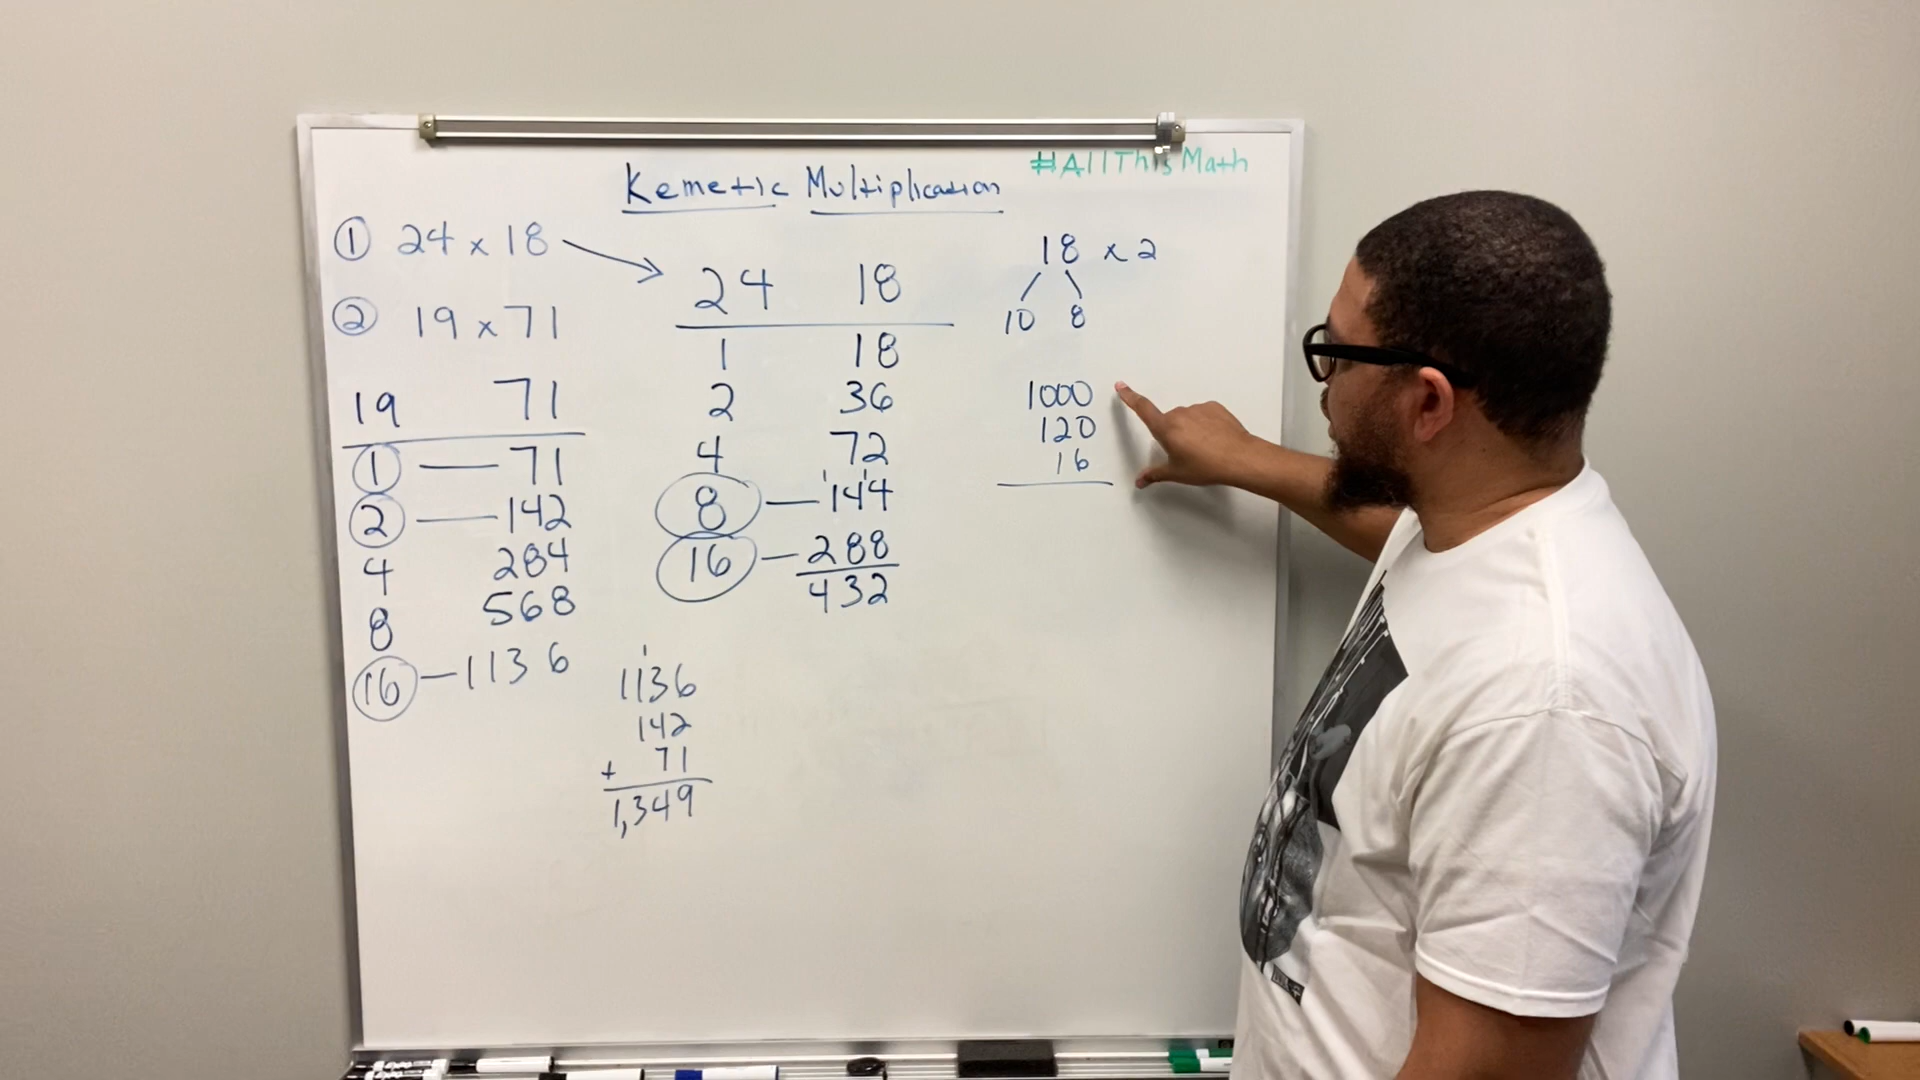 #AllThisMath
Kemetic Multiplication
① 24 x 18
② 19 x 71
19 71
1 — 71
2 — 142
4 284
8 568
16 — 1136
24 18
1 18
2 36
4 72
8 — 144
16 — 288
432
1
1136
142
+ 71
1,349
18 x 2
10 8
1000
120
16